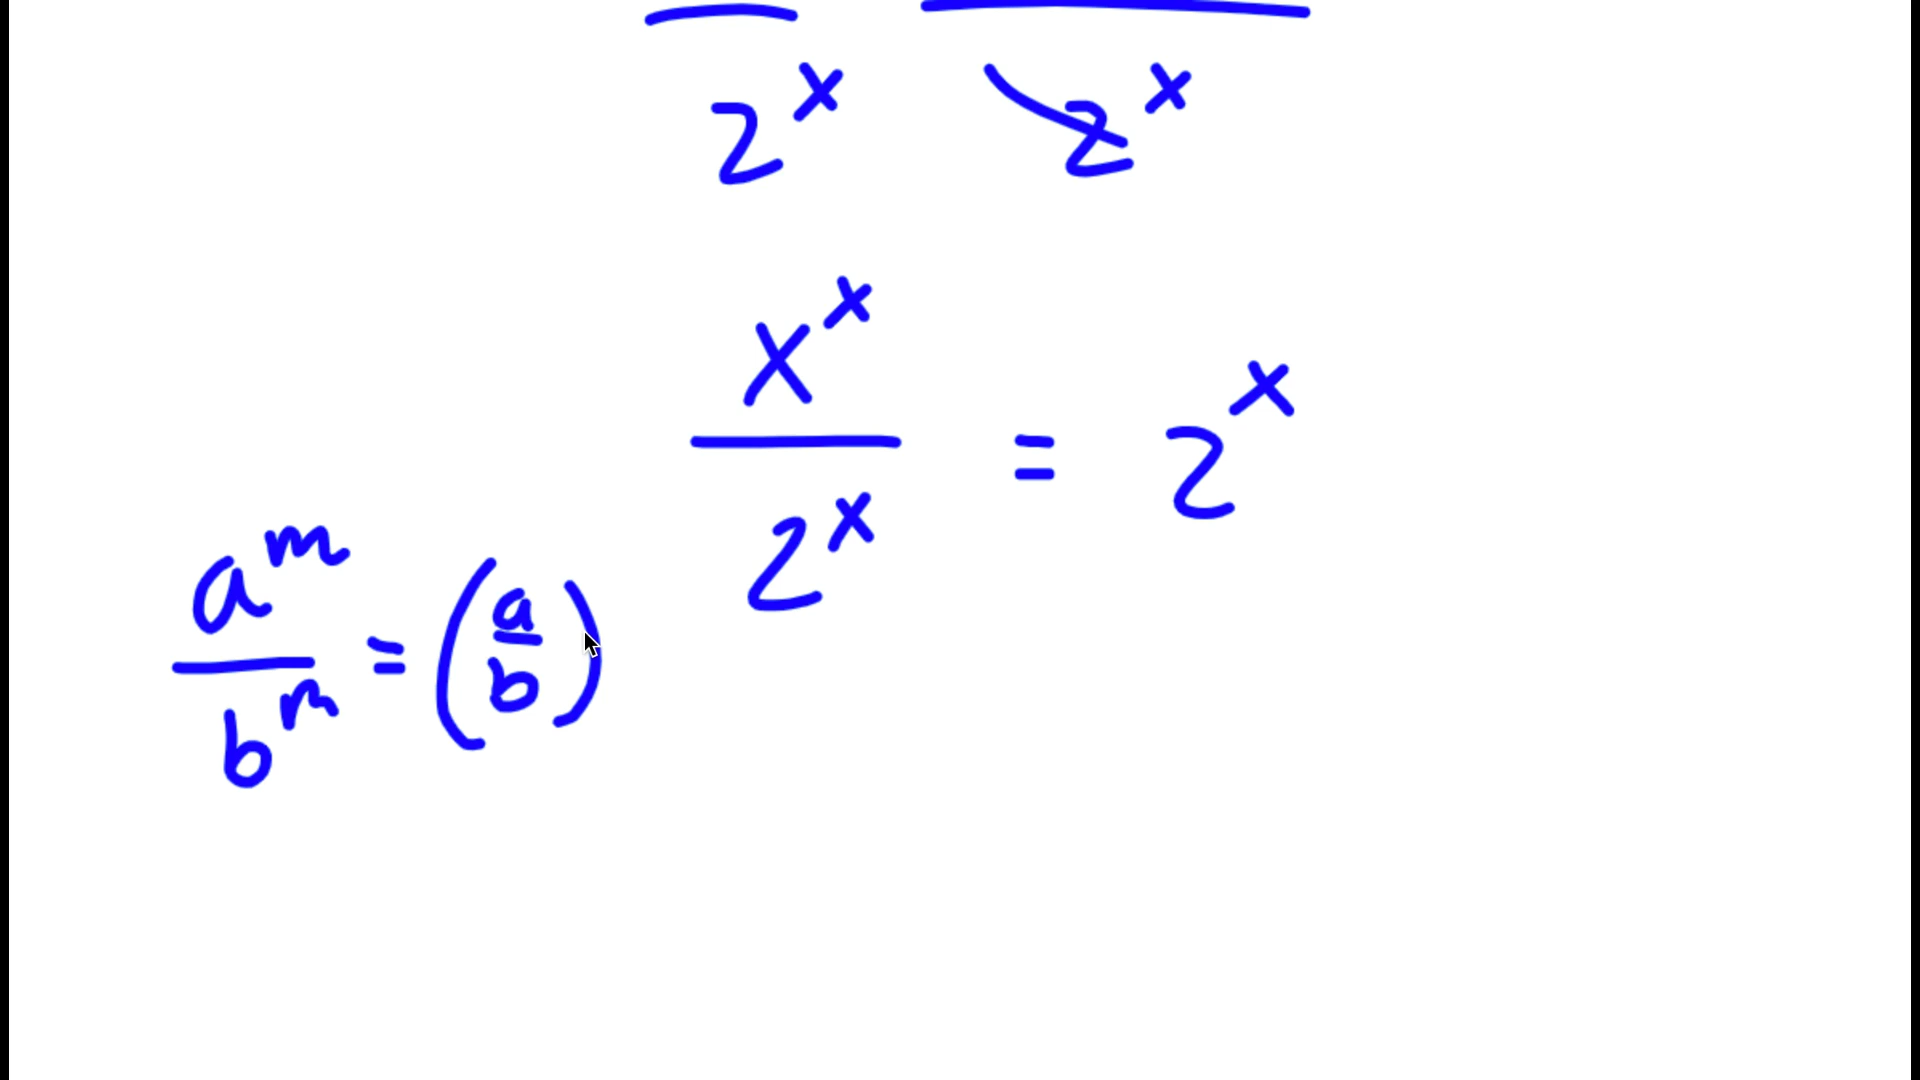 2^x 2^x
x^x / 2^x = 2^x
a^m / b^m = (a/b)